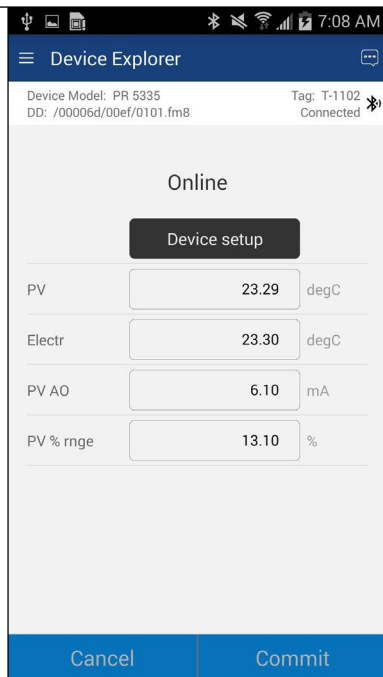 7:08 AM
Device Explorer
Device Model: PR 5335 Tag: T-1102
DD: /00006d/00ef/0101.fm8 Connected
Online
Device setup
PV 23.29 degC
Electr 23.30 degC
PV AO 6.10 mA
PV % rnge 13.10 %
Cancel Commit